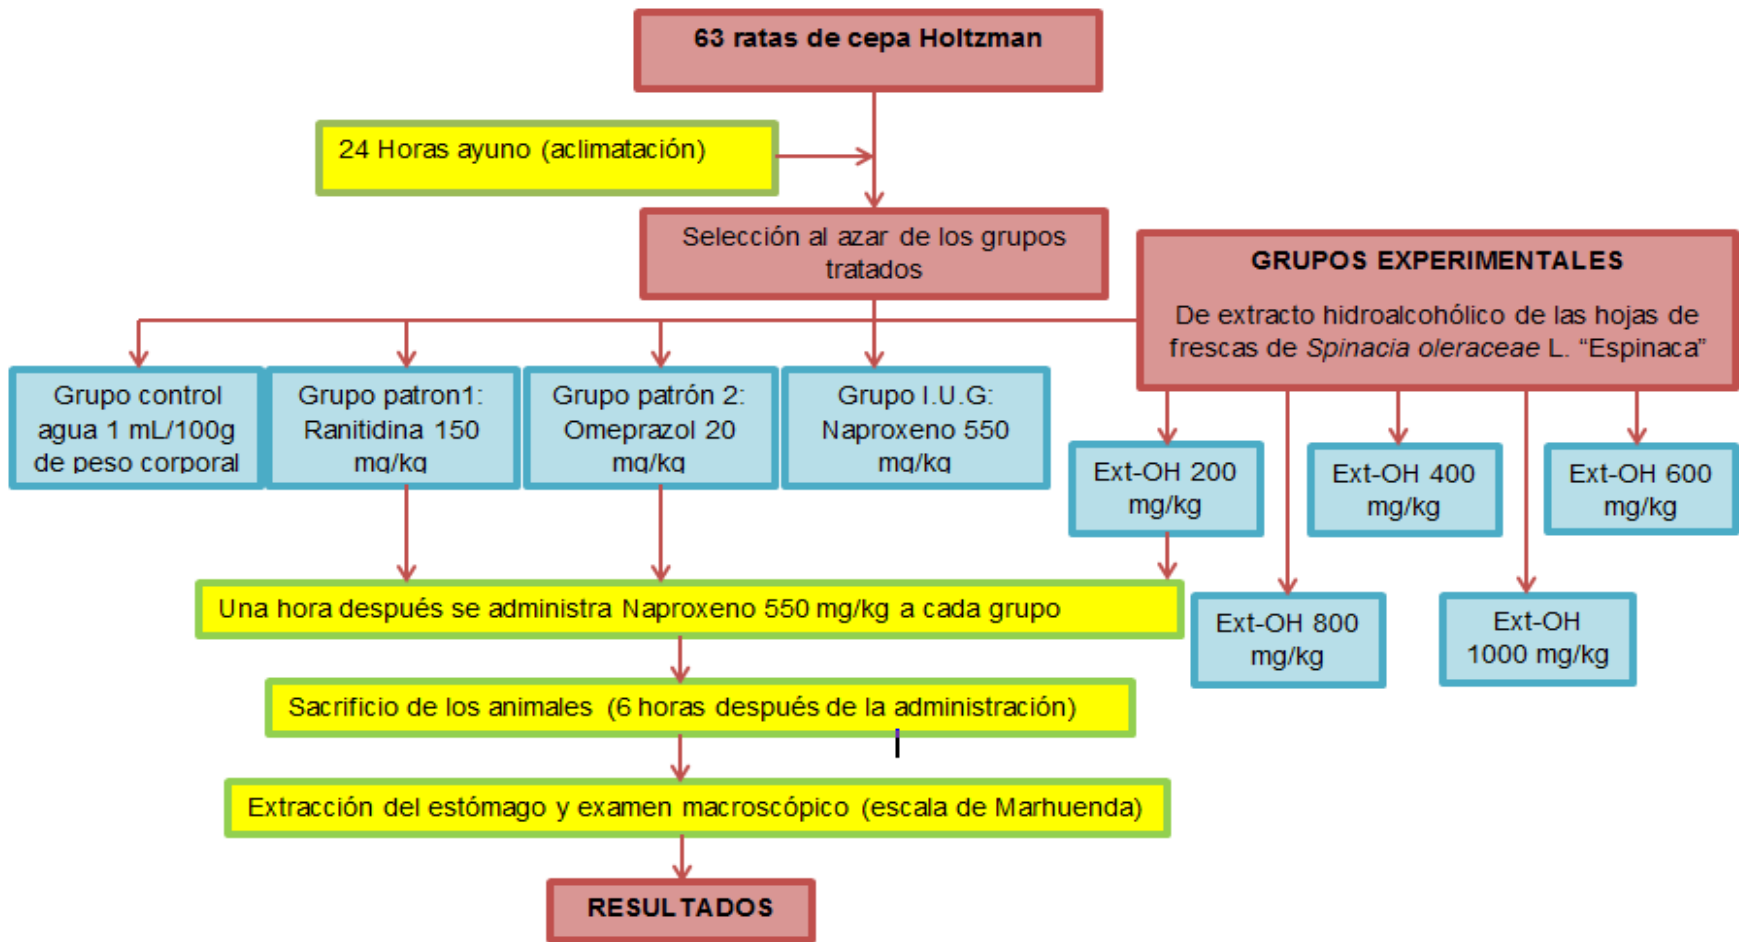 63 ratas de cepa Holtzman
24 Horas ayuno (aclimatación)
Selección al azar de los grupos
tratados
GRUPOS EXPERIMENTALES
De extracto hidroalcohólico de las hojas de
frescas de Spinacia oleraceae L. “Espinaca”
Grupo control
agua 1 mL/100g
de peso corporal
Grupo patron1:
Ranitidina 150
mg/kg
Grupo patrón 2:
Omeprazol 20
mg/kg
Grupo I.U.G:
Naproxeno 550
mg/kg
Ext-OH 200
mg/kg
Ext-OH 400
mg/kg
Ext-OH 600
mg/kg
Ext-OH 800
mg/kg
Ext-OH
1000 mg/kg
Una hora después se administra Naproxeno 550 mg/kg a cada grupo
Sacrificio de los animales (6 horas después de la administración)
Extracción del estómago y examen macroscópico (escala de Marhuenda)
RESULTADOS